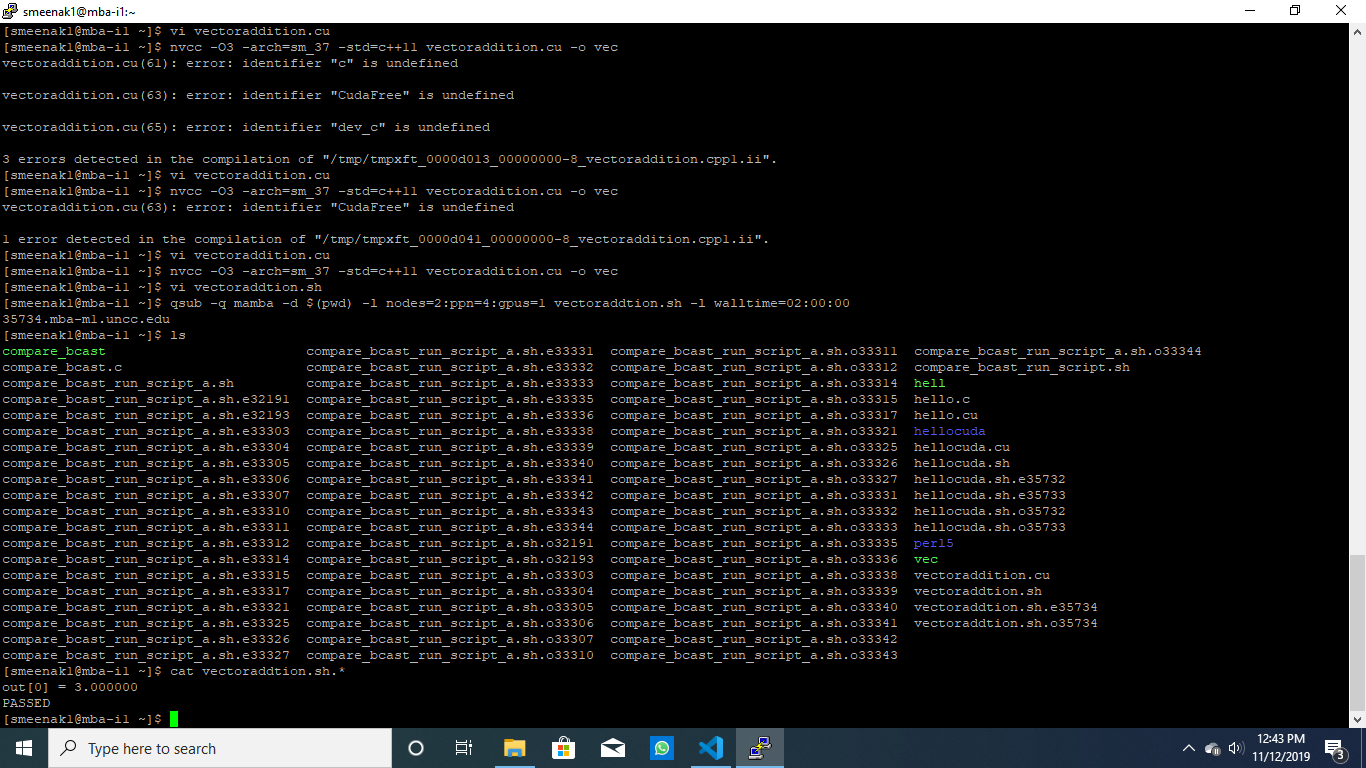 smeenak1@mba-i1:~
[smeenak1@mba-i1 ~]$ vi vectoraddition.cu
[smeenak1@mba-i1 ~]$ nvcc -O3 -arch=sm_37 -std=c++11 vectoraddition.cu -o vec
vectoraddition.cu(61): error: identifier "c" is undefined
vectoraddition.cu(63): error: identifier "CudaFree" is undefined
vectoraddition.cu(65): error: identifier "dev_c" is undefined
3 errors detected in the compilation of "/tmp/tmpxft_0000d013_00000000-8_vectoraddition.cpp1.ii".
[smeenak1@mba-i1 ~]$ vi vectoraddition.cu
[smeenak1@mba-i1 ~]$ nvcc -O3 -arch=sm_37 -std=c++11 vectoraddition.cu -o vec
vectoraddition.cu(63): error: identifier "CudaFree" is undefined
1 error detected in the compilation of "/tmp/tmpxft_0000d041_00000000-8_vectoraddition.cpp1.ii".
[smeenak1@mba-i1 ~]$ vi vectoraddition.cu
[smeenak1@mba-i1 ~]$ nvcc -O3 -arch=sm_37 -std=c++11 vectoraddition.cu -o vec
[smeenak1@mba-i1 ~]$ vi vectoraddtion.sh
[smeenak1@mba-i1 ~]$ qsub -q mamba -d $(pwd) -l nodes=2:ppn=4:gpus=1 vectoraddtion.sh -l walltime=02:00:00
35734.mba-m1.uncc.edu
[smeenak1@mba-i1 ~]$ ls
compare_bcast compare_bcast_run_script_a.sh.e33331 compare_bcast_run_script_a.sh.o33311 compare_bcast_run_script_a.sh.o33344
compare_bcast.c compare_bcast_run_script_a.sh.e33332 compare_bcast_run_script_a.sh.o33312 compare_bcast_run_script.sh
compare_bcast_run_script_a.sh compare_bcast_run_script_a.sh.e33333 compare_bcast_run_script_a.sh.o33314 hell
compare_bcast_run_script_a.sh.e32191 compare_bcast_run_script_a.sh.e33335 compare_bcast_run_script_a.sh.o33315 hello.c
compare_bcast_run_script_a.sh.e32193 compare_bcast_run_script_a.sh.e33336 compare_bcast_run_script_a.sh.o33317 hello.cu
compare_bcast_run_script_a.sh.e33303 compare_bcast_run_script_a.sh.e33338 compare_bcast_run_script_a.sh.o33321 hellocuda
compare_bcast_run_script_a.sh.e33304 compare_bcast_run_script_a.sh.e33339 compare_bcast_run_script_a.sh.o33325 hellocuda.cu
compare_bcast_run_script_a.sh.e33305 compare_bcast_run_script_a.sh.e33340 compare_bcast_run_script_a.sh.o33326 hellocuda.sh
compare_bcast_run_script_a.sh.e33306 compare_bcast_run_script_a.sh.e33341 compare_bcast_run_script_a.sh.o33327 hellocuda.sh.e35732
compare_bcast_run_script_a.sh.e33307 compare_bcast_run_script_a.sh.e33342 compare_bcast_run_script_a.sh.o33331 hellocuda.sh.e35733
compare_bcast_run_script_a.sh.e33310 compare_bcast_run_script_a.sh.e33343 compare_bcast_run_script_a.sh.o33332 hellocuda.sh.o35732
compare_bcast_run_script_a.sh.e33311 compare_bcast_run_script_a.sh.e33344 compare_bcast_run_script_a.sh.o33333 hellocuda.sh.o35733
compare_bcast_run_script_a.sh.e33312 compare_bcast_run_script_a.sh.o32191 compare_bcast_run_script_a.sh.o33335 perl5
compare_bcast_run_script_a.sh.e33314 compare_bcast_run_script_a.sh.o32193 compare_bcast_run_script_a.sh.o33336 vec
compare_bcast_run_script_a.sh.e33315 compare_bcast_run_script_a.sh.o33303 compare_bcast_run_script_a.sh.o33338 vectoraddition.cu
compare_bcast_run_script_a.sh.e33317 compare_bcast_run_script_a.sh.o33304 compare_bcast_run_script_a.sh.o33339 vectoraddtion.sh
compare_bcast_run_script_a.sh.e33321 compare_bcast_run_script_a.sh.o33305 compare_bcast_run_script_a.sh.o33340 vectoraddtion.sh.e35734
compare_bcast_run_script_a.sh.e33325 compare_bcast_run_script_a.sh.o33306 compare_bcast_run_script_a.sh.o33341 vectoraddtion.sh.o35734
compare_bcast_run_script_a.sh.e33326 compare_bcast_run_script_a.sh.o33307 compare_bcast_run_script_a.sh.o33342
compare_bcast_run_script_a.sh.e33327 compare_bcast_run_script_a.sh.o33310 compare_bcast_run_script_a.sh.o33343
[smeenak1@mba-i1 ~]$ cat vectoraddtion.sh.*
out[0] = 3.000000
PASSED
[smeenak1@mba-i1 ~]$
Type here to search
12:43 PM
11/12/2019
3